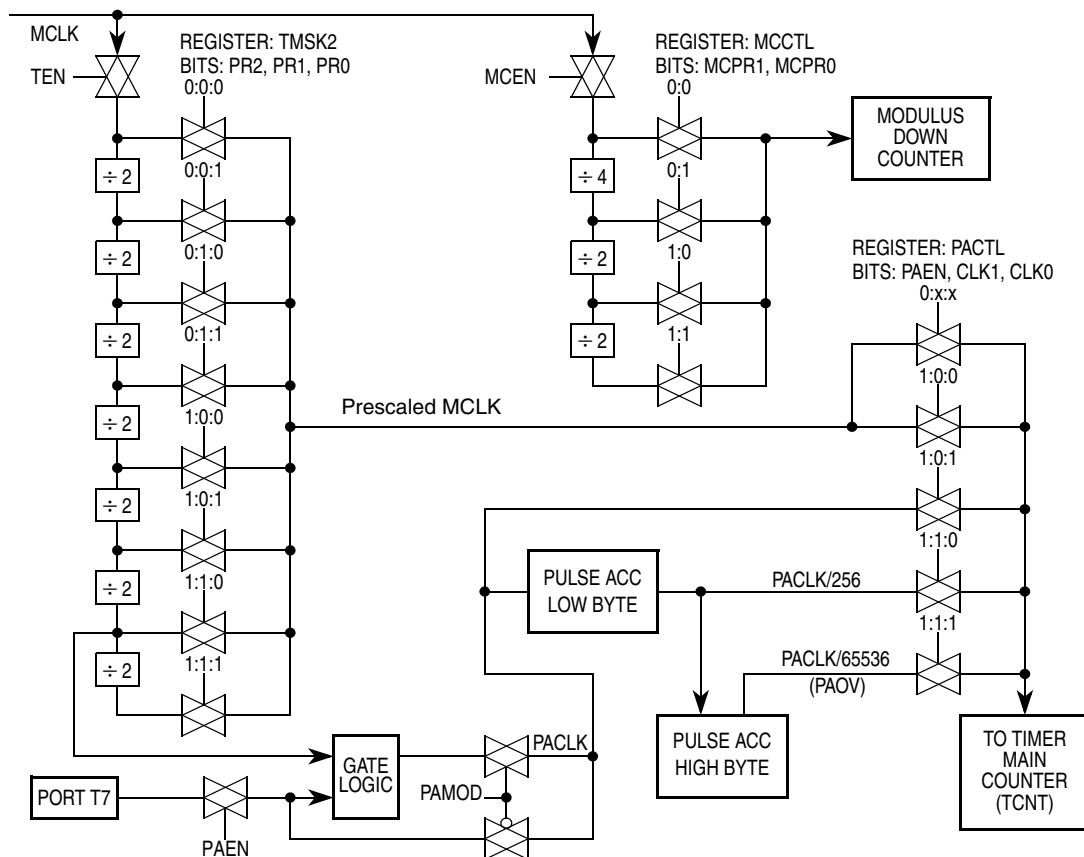 MCLK
TEN
REGISTER: TMSK2
BITS: PR2, PR1, PR0
0:0:0
÷ 2
0:0:1
÷ 2
0:1:0
÷ 2
0:1:1
÷ 2
1:0:0
÷ 2
1:0:1
÷ 2
1:1:0
÷ 2
1:1:1
MCEN
REGISTER: MCCTL
BITS: MCPR1, MCPR0
0:0
÷ 4
0:1
÷ 2
1:0
÷ 2
1:1
MODULUS
DOWN
COUNTER
Prescaled MCLK
REGISTER: PACTL
BITS: PAEN, CLK1, CLK0
0:x:x
1:0:0
1:0:1
1:1:0
1:1:1
PULSE ACC
LOW BYTE
PACLK/256
PACLK/65536
(PAOV)
PULSE ACC
HIGH BYTE
TO TIMER
MAIN
COUNTER
(TCNT)
PORT T7
PAEN
GATE
LOGIC
PACLK
PAMOD